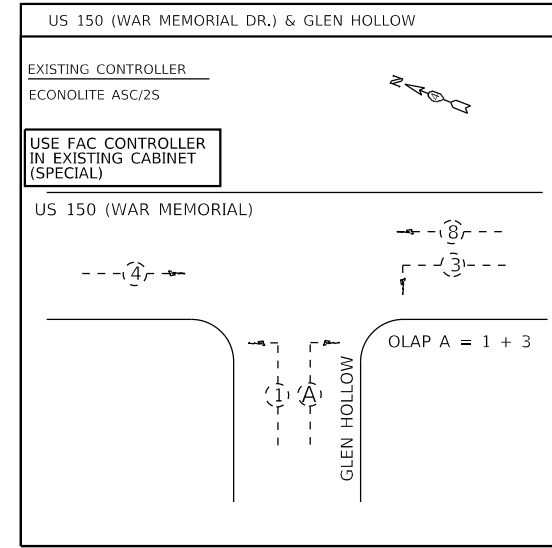 US 150 (WAR MEMORIAL DR.) & GLEN HOLLOW
EXISTING CONTROLLER
ECONOLITE ASC/2S
N
4
USE FAC CONTROLLER
IN EXISTING CABINET
(SPECIAL)
US 150 (WAR MEMORIAL)
8
4
3
OLAP A = 1 + 3
1
A
GLEN HOLLOW